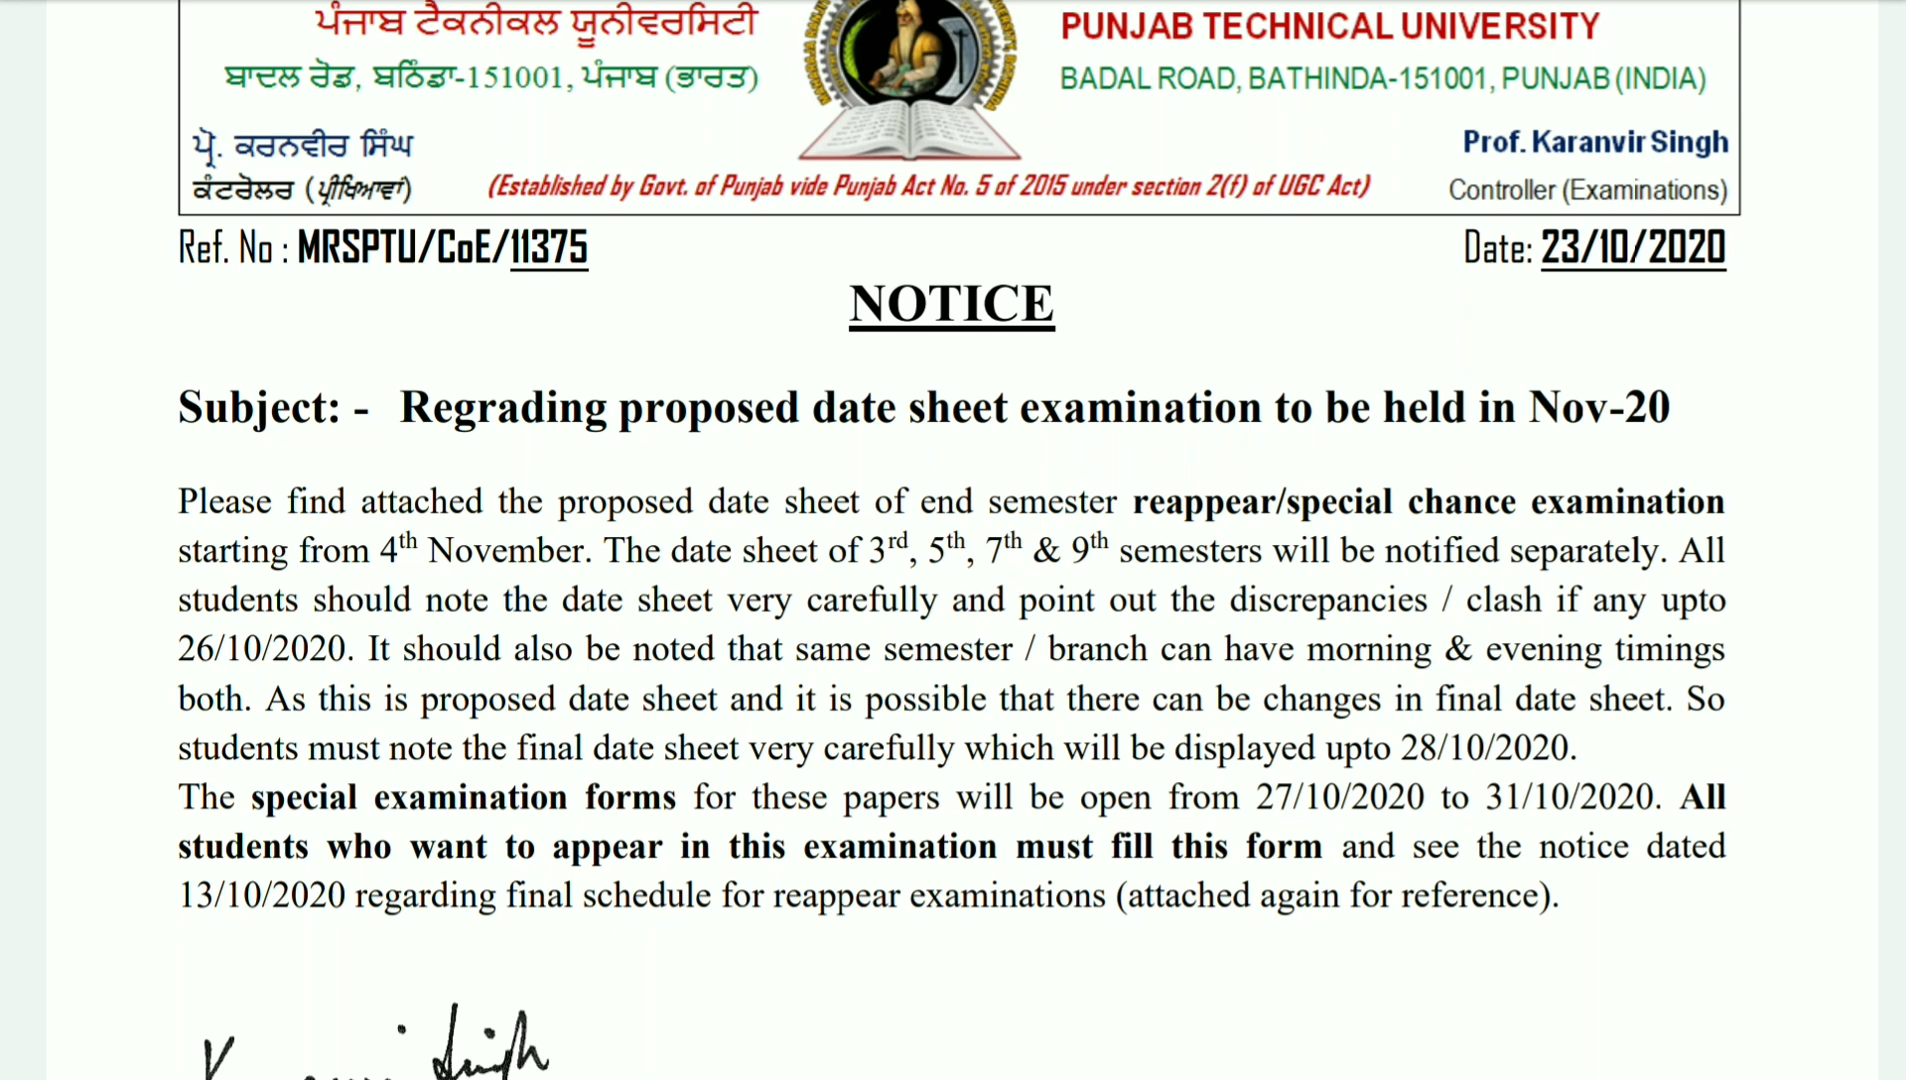 ਪੰਜਾਬ ਟੈਕਨੀਕਲ ਯੂਨੀਵਰਸਿਟੀ
ਬਾਦਲ ਰੋਡ, ਬਠਿੰਡਾ-151001, ਪੰਜਾਬ (ਭਾਰਤ)
ਪ੍ਰੋ. ਕਰਨਵੀਰ ਸਿੰਘ
ਕੰਟਰੋਲਰ (ਪ੍ਰੀਖਿਆਵਾਂ)
PUNJAB TECHNICAL UNIVERSITY
BADAL ROAD, BATHINDA-151001, PUNJAB (INDIA)
Prof. Karanvir Singh
Controller (Examinations)
(Established by Govt. of Punjab vide Punjab Act No. 5 of 2015 under section 2(f) of UGC Act)
Ref. No : MRSPTU/CoE/11375
Date: 23/10/2020
NOTICE
Subject: - Regrading proposed date sheet examination to be held in Nov-20
Please find attached the proposed date sheet of end semester reappear/special chance examination
starting from 4th November. The date sheet of 3rd, 5th, 7th & 9th semesters will be notified separately. All
students should note the date sheet very carefully and point out the discrepancies / clash if any upto
26/10/2020. It should also be noted that same semester / branch can have morning & evening timings
both. As this is proposed date sheet and it is possible that there can be changes in final date sheet. So
students must note the final date sheet very carefully which will be displayed upto 28/10/2020.
The special examination forms for these papers will be open from 27/10/2020 to 31/10/2020. All
students who want to appear in this examination must fill this form and see the notice dated
13/10/2020 regarding final schedule for reappear examinations (attached again for reference).
Singh